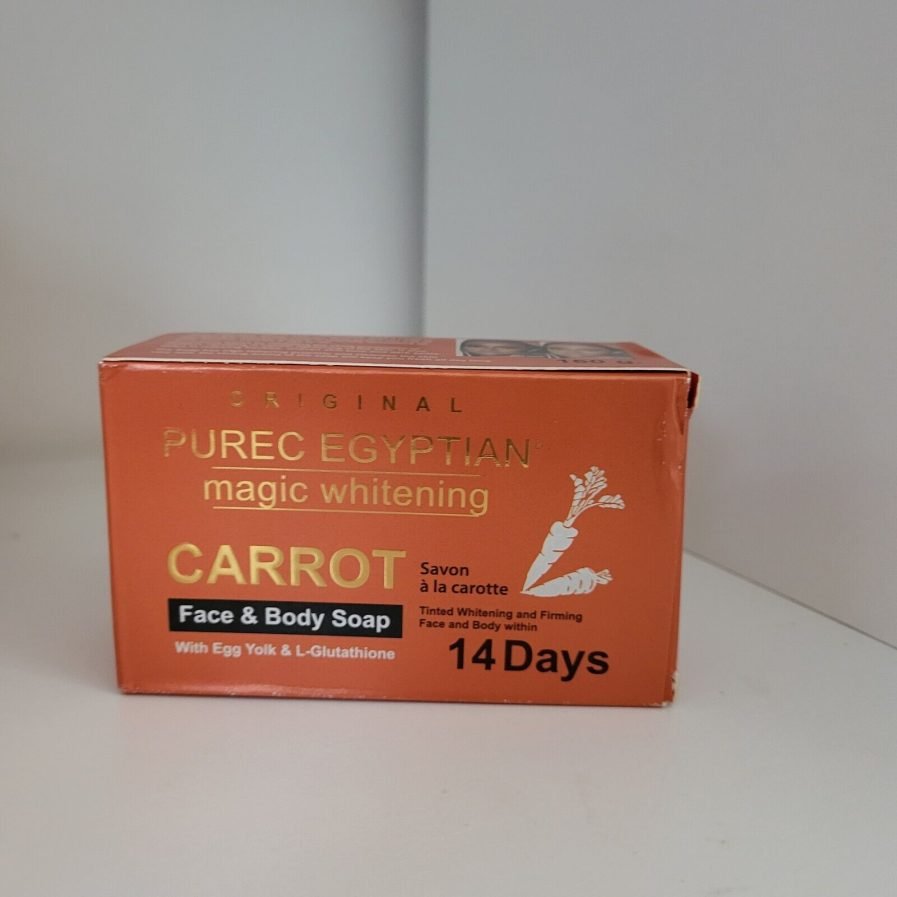 ORIGINAL
PUREC EGYPTIAN
magic whitening
CARROT
Savon
à la carotte
Face & Body Soap
Tinted Whitening and Firming
Face and Body within
With Egg Yolk & L-Glutathione
14 Days